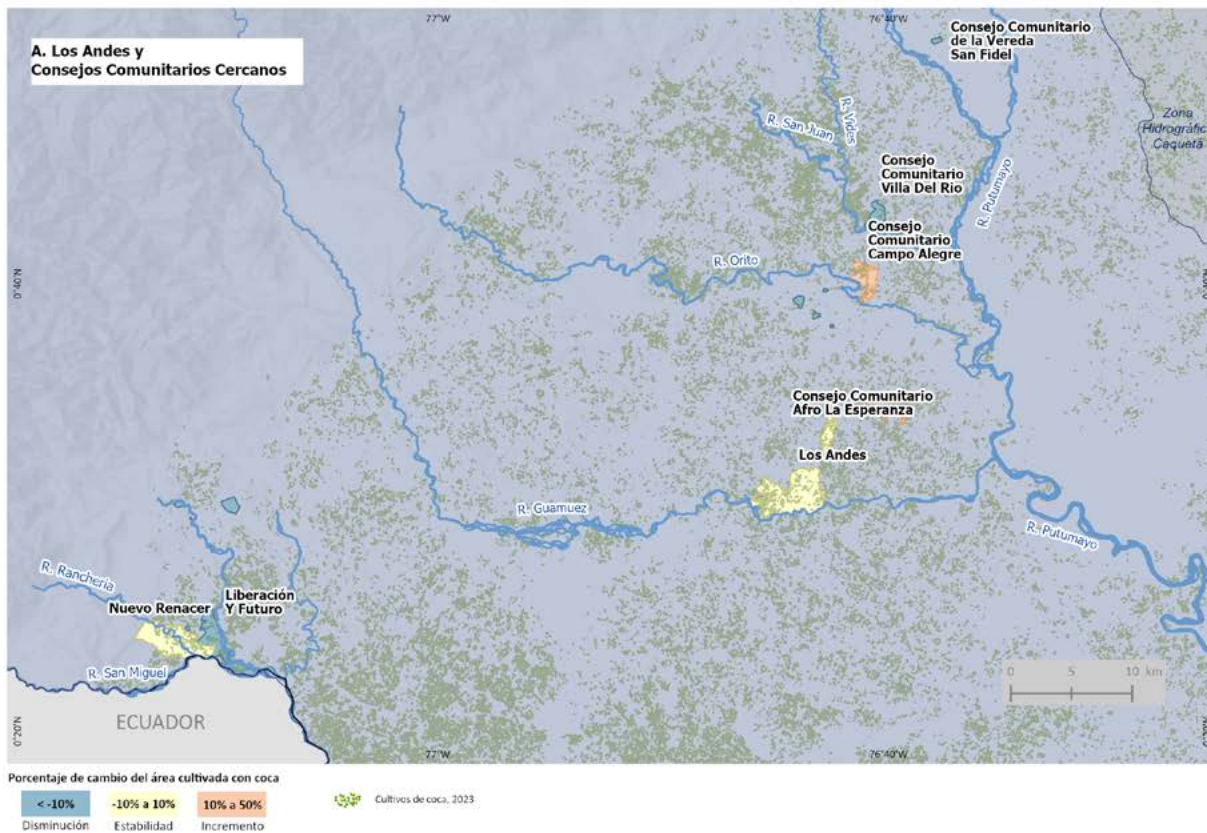 77°W
76°40'W
A. Los Andes y
Consejos Comunitarios Cercanos
Consejo Comunitario
de la Vereda
San Fidel
Zona
Hidrográfic
Caquetá
R. Vides
R. San Juan
Consejo
Comunitario
Villa Del Rio
R. Putumayo
Consejo
Comunitario
Campo Alegre
R. Orito
0°40'N
Consejo Comunitario
Afro La Esperanza
Los Andes
R. Guamuez
R. Putumayo
R. Ranchería
Liberación
Y Futuro
Nuevo Renacer
R. San Miguel
0 5 10 km
ECUADOR
0°20'N
77°W
76°40'W
Porcentaje de cambio del área cultivada con coca
< -10% -10% a 10% 10% a 50%
Disminución Estabilidad Incremento
Cultivos de coca, 2023